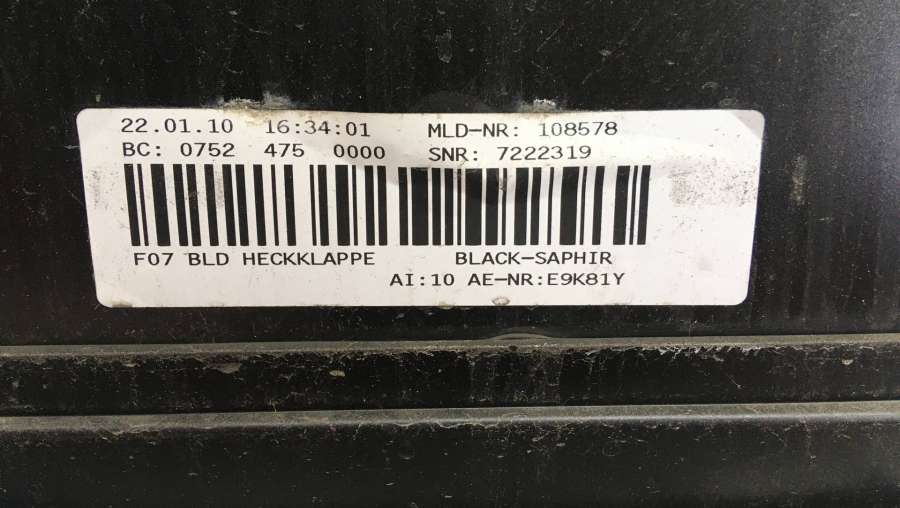 22.01.10 16:34:01 MLD-NR: 108578
BC: 0752 475 0000 SNR: 7222319
F07 BLD HECKKLAPPE BLACK-SAPHIR
AI:10 AE-NR:E9K81Y